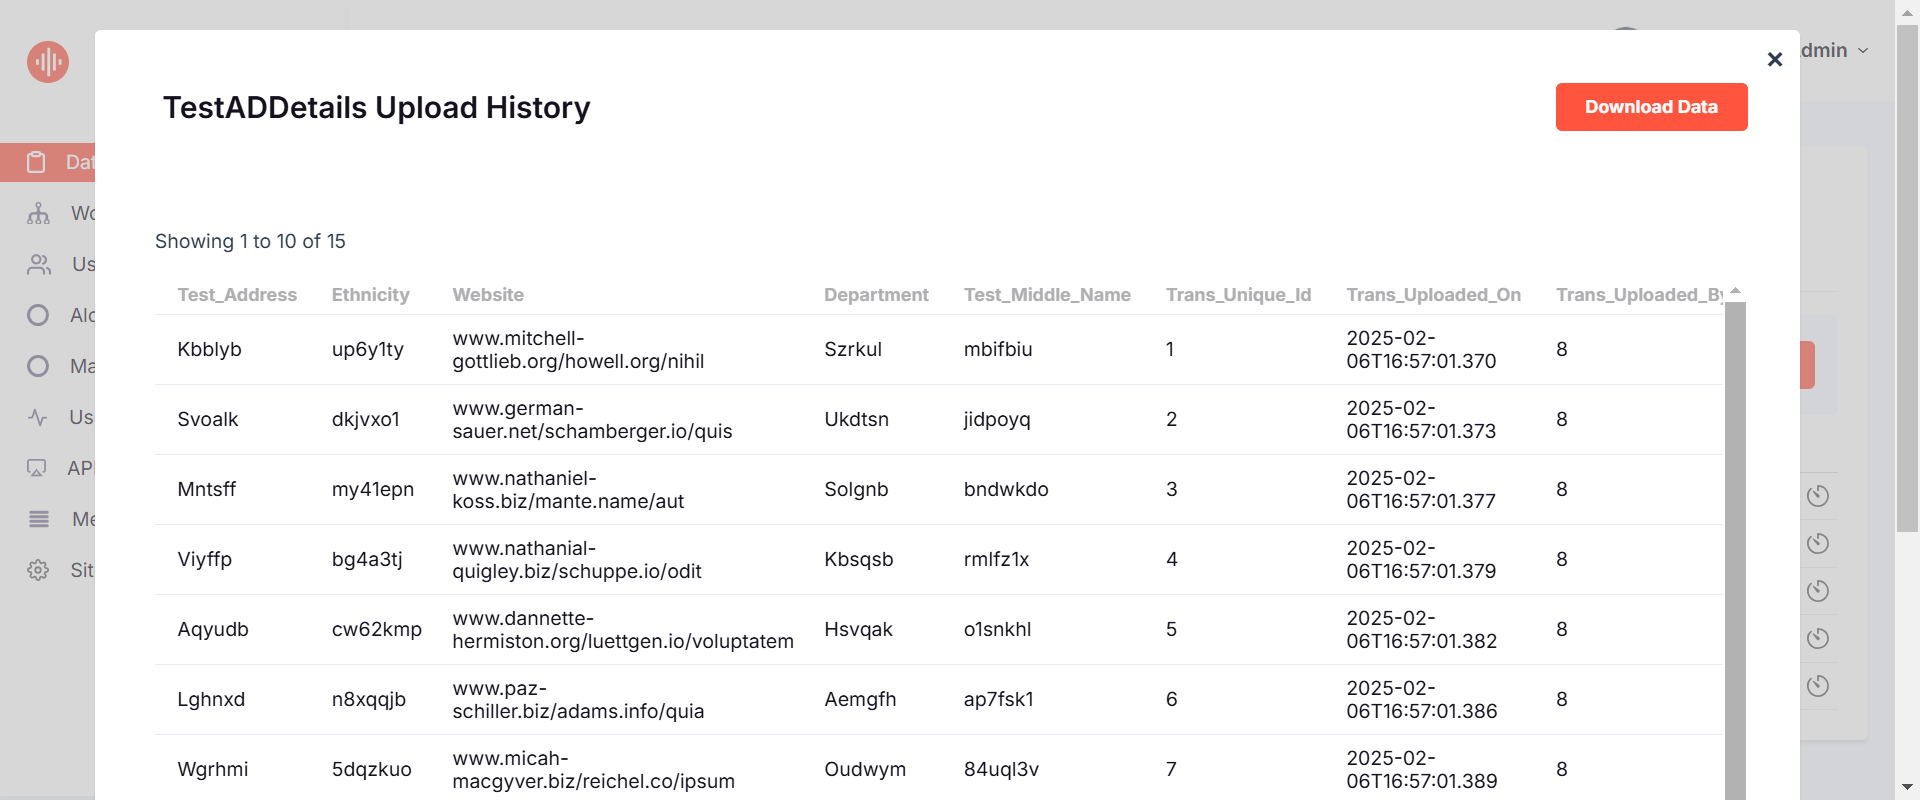 dmin
TestADDetails Upload History
Download Data
Dat
Wo
Us
Alc
Ma
Us
API
Me
Sit
Showing 1 to 10 of 15
Test_Address Ethnicity Website Department Test_Middle_Name Trans_Unique_Id Trans_Uploaded_On Trans_Uploaded_By
Kbblyb up6y1ty www.mitchell-
gottlieb.org/howell.org/nihil Szrkul mbifbiu 1 2025-02-
06T16:57:01.370 8
Svoalk dkjvxo1 www.german-
sauer.net/schamberger.io/quis Ukdtsn jidpoyq 2 2025-02-
06T16:57:01.373 8
Mntsff my41epn www.nathaniel-
koss.biz/mante.name/aut Solgnb bndwkdo 3 2025-02-
06T16:57:01.377 8
Viyffp bg4a3tj www.nathanial-
quigley.biz/schuppe.io/odit Kbsqsb rmlfz1x 4 2025-02-
06T16:57:01.379 8
Aqyudb cw62kmp www.dannette-
hermiston.org/luettgen.io/voluptatem Hsvqak o1snkhl 5 2025-02-
06T16:57:01.382 8
Lghnxd n8xqqjb www.paz-
schiller.biz/adams.info/quia Aemgfh ap7fsk1 6 2025-02-
06T16:57:01.386 8
Wgrhmi 5dqzkuo www.micah-
macgyver.biz/reichel.co/ipsum Oudwym 84uql3v 7 2025-02-
06T16:57:01.389 8